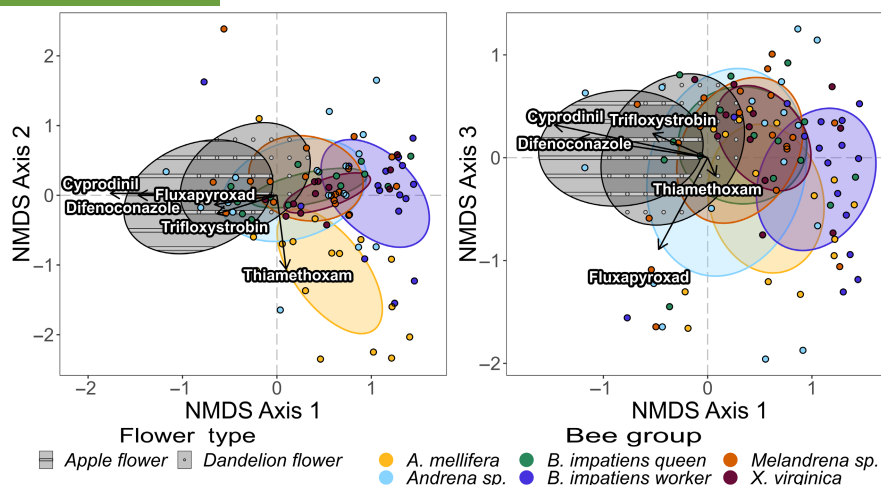 2
1
0
−1
−2
NMDS Axis 2
Cyprodinil
Fluxapyroxad
Difenoconazole
Trifloxystrobin
Thiamethoxam
−2
−1
0
1
NMDS Axis 1
1
0
−1
−2
NMDS Axis 3
Cyprodinil
Trifloxystrobin
Difenoconazole
Thiamethoxam
Fluxapyroxad
−1
0
1
NMDS Axis 1
Flower type
Apple flower
Dandelion flower
Bee group
A. mellifera
B. impatiens queen
Melandrena sp.
Andrena sp.
B. impatiens worker
X. virginica